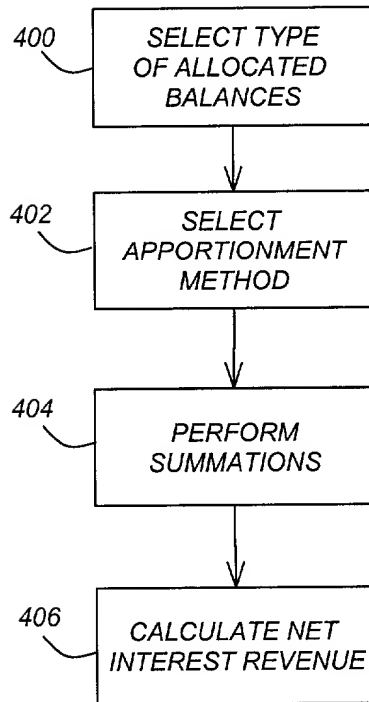 400
SELECT TYPE
OF ALLOCATED
BALANCES
402
SELECT
APPORTIONMENT
METHOD
404
PERFORM
SUMMATIONS
406
CALCULATE NET
INTEREST REVENUE